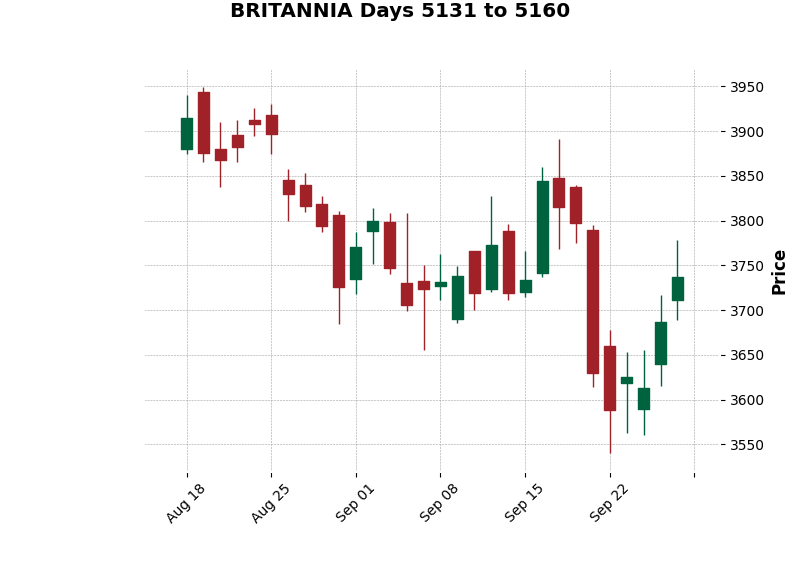 BRITANNIA Days 5131 to 5160
3950
3900
3850
3800
3750
3700
3650
3600
3550
Price
Aug 18
Aug 25
Sep 01
Sep 08
Sep 15
Sep 22